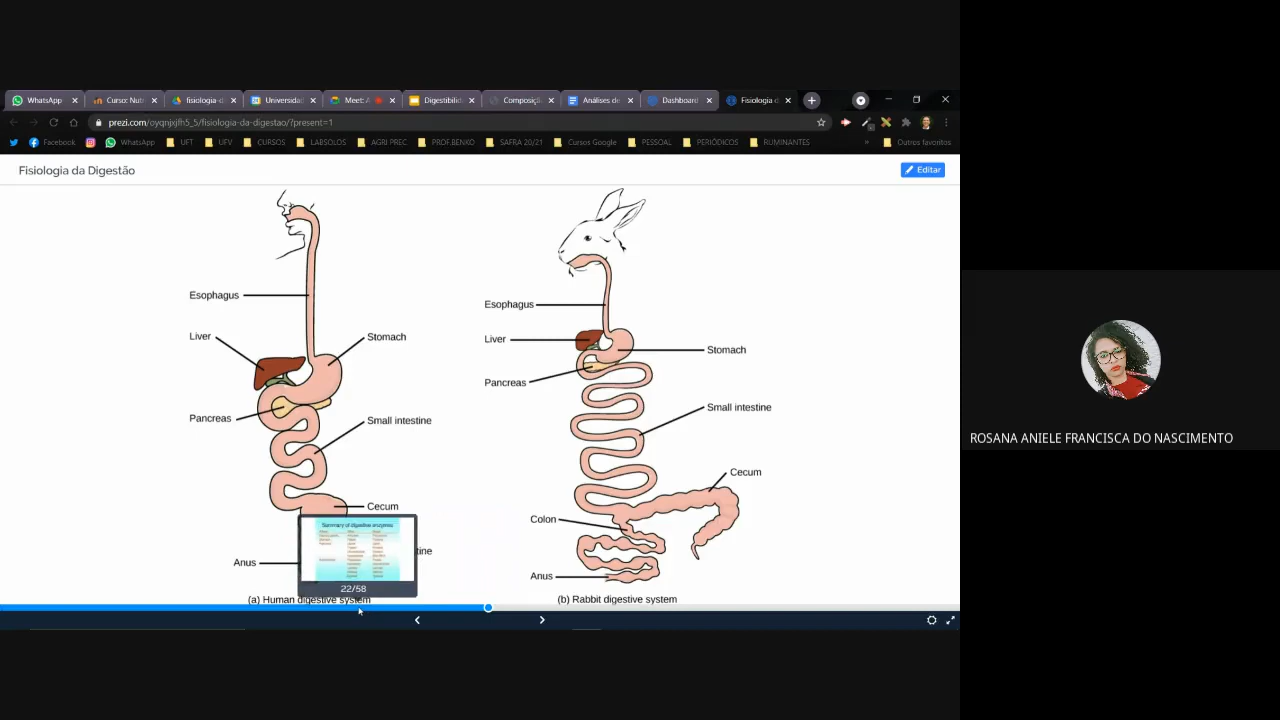 WhatsApp
Curso: Nutr
fisiologia-d
Universidad
Meet: A
Digestibilid
Composiçã
Análises de
Dashboard
Fisiologia d
prezi.com/oyqnjxjfh5_5/fisiologia-da-digestao/?present=1
Facebook
WhatsApp
UFT
UFV
CURSOS
LABSOLOS
AGRI PREC
PROF.BENKO
SAFRA 20/21
Cursos Google
PESSOAL
PERIÓDICOS
RUMINANTES
»
Outros favoritos
Fisiologia da Digestão
Editar
Esophagus
Liver
Stomach
Pancreas
Small intestine
Cecum
tine
Anus
Summary of digestive enzymes
22/58
(a) Human digestive system
Esophagus
Liver
Stomach
Pancreas
Small intestine
Cecum
Colon
Anus
(b) Rabbit digestive system
ROSANA ANIELE FRANCISCA DO NASCIMENTO